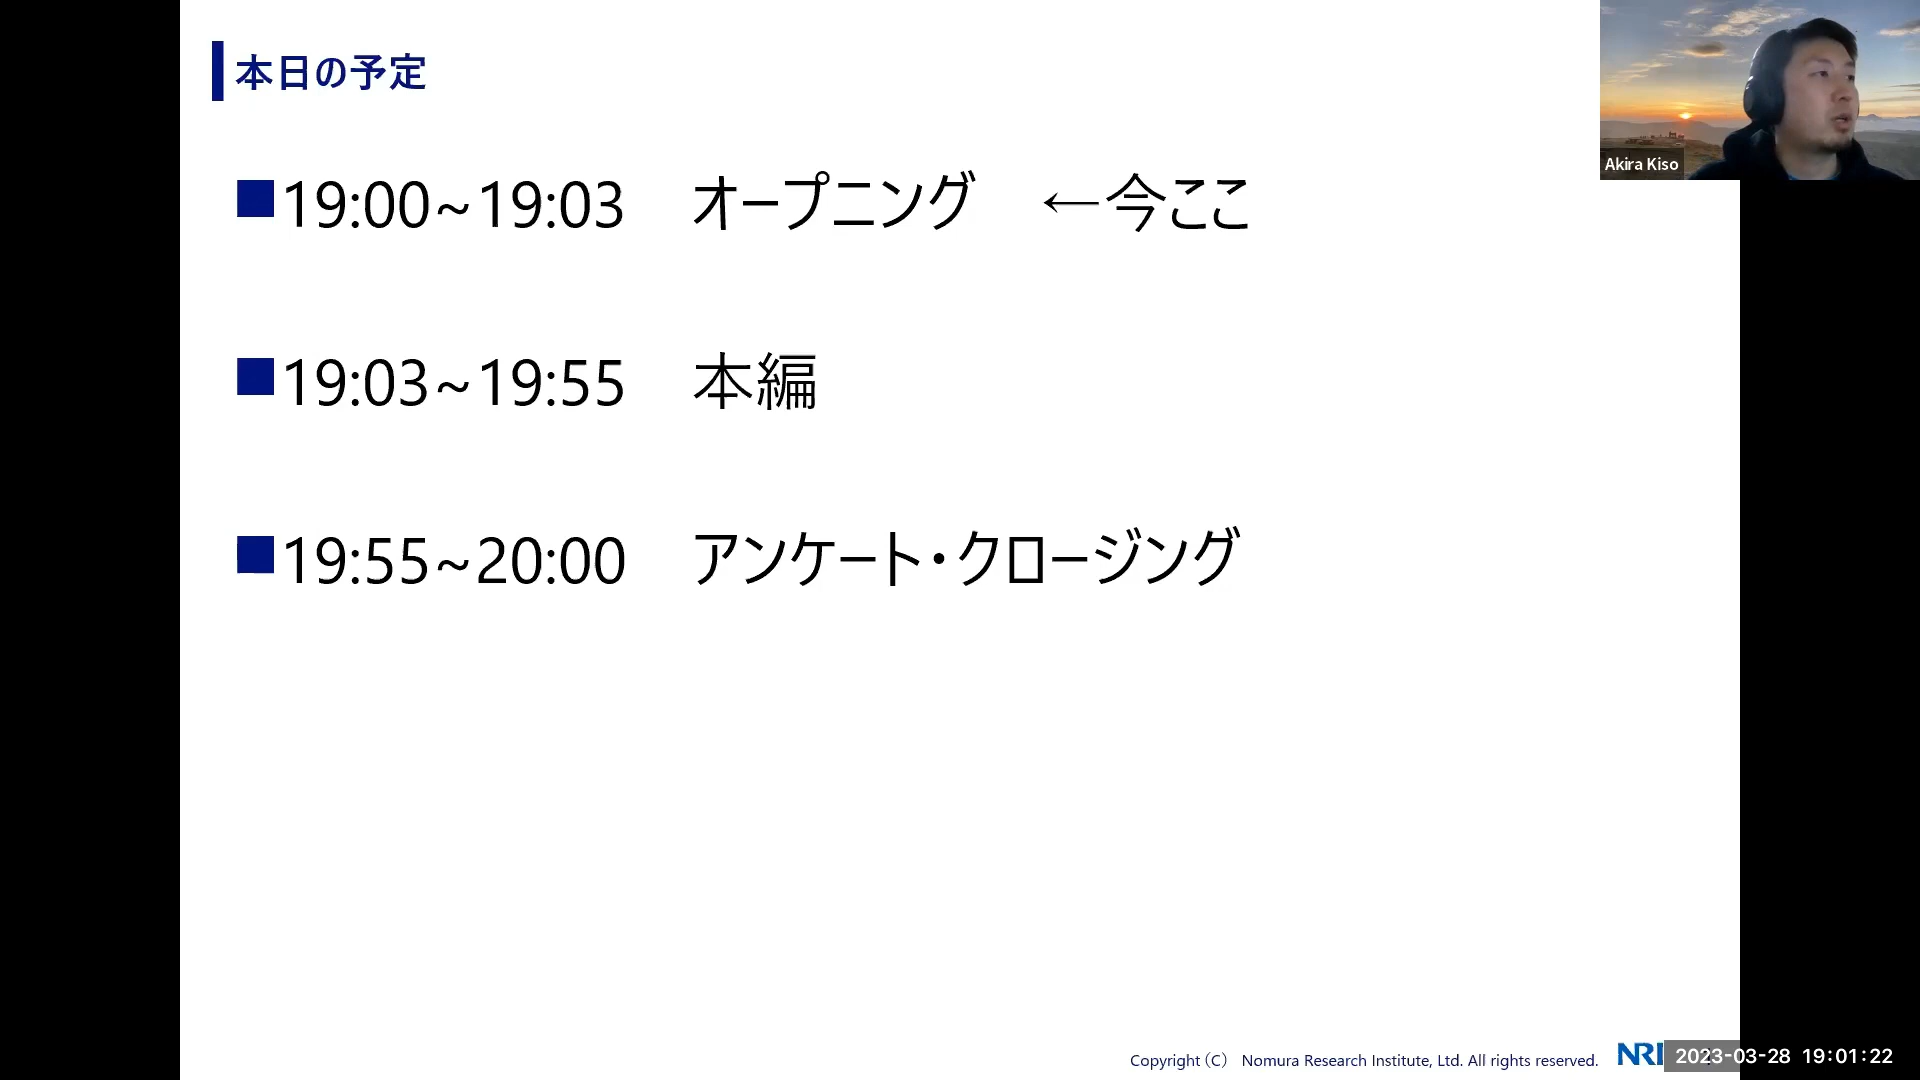 本日の予定
Akira Kiso
■19:00~19:03 オープニング ←今ここ
■19:03~19:55 本編
■19:55~20:00 アンケート・クロージング
Copyright (C) Nomura Research Institute, Ltd. All rights reserved.
NRI
2023-03-28 19:01:22